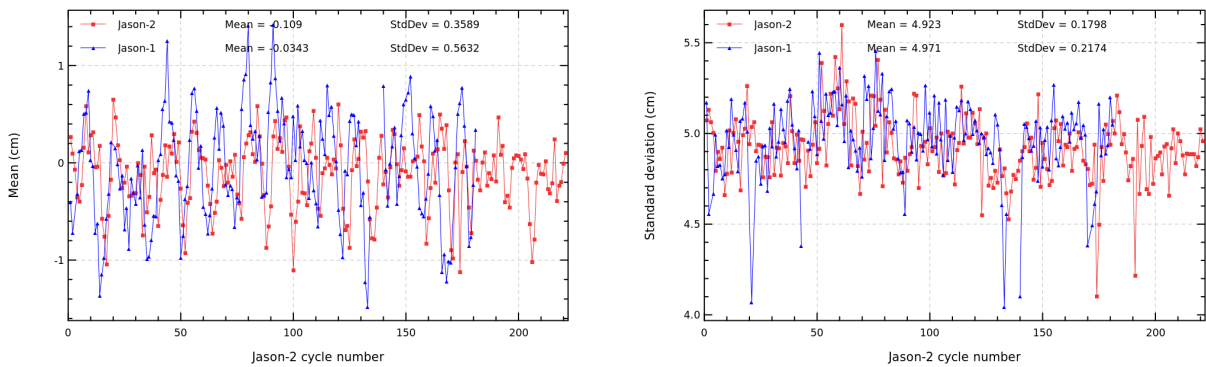 Jason-2 Mean = -0.109 StdDev = 0.3589
Jason-1 Mean = -0.0343 StdDev = 0.5632
1
0
-1
Mean (cm)
0 50 100 150 200
Jason-2 cycle number
Jason-2 Mean = 4.923 StdDev = 0.1798
Jason-1 Mean = 4.971 StdDev = 0.2174
5.5
5.0
4.5
4.0
Standard deviation (cm)
0 50 100 150 200
Jason-2 cycle number